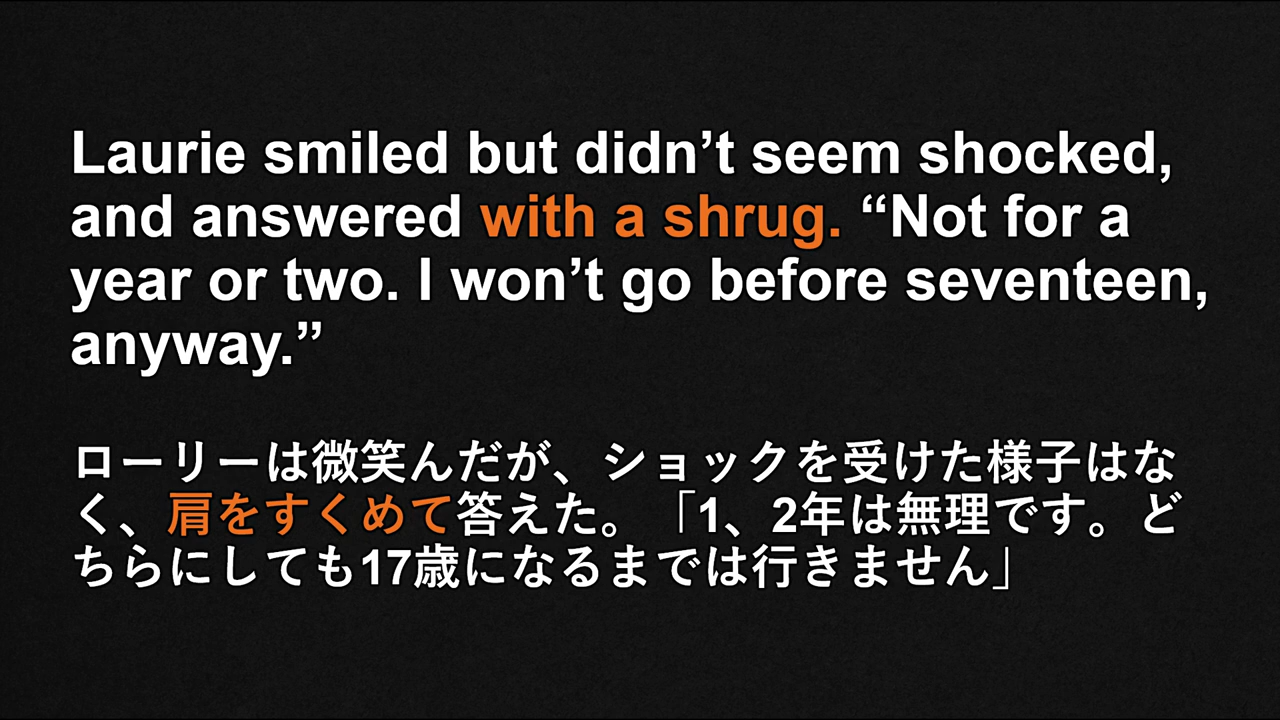 Laurie smiled but didn’t seem shocked,
and answered with a shrug. “Not for a
year or two. I won’t go before seventeen,
anyway.”
ローリーは微笑んだが、ショックを受けた様子はな
く、肩をすくめて答えた。「1、2年は無理です。ど
ちらにしても17歳になるまでは行きません」